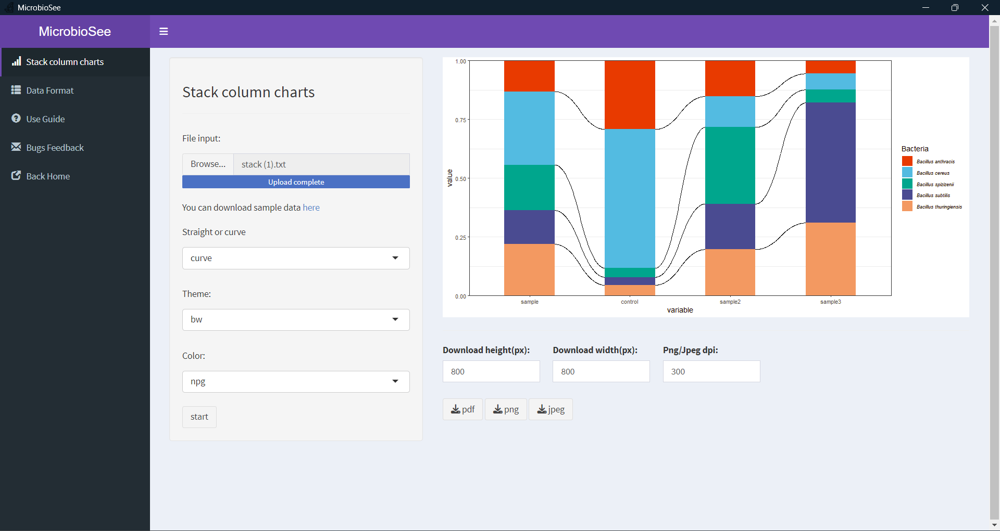 MicrobioSee
MicrobioSee
Stack column charts
Data Format
Use Guide
Bugs Feedback
Back Home
Stack column charts
File input:
Browse... stack (1).txt
Upload complete
You can download sample data here
Straight or curve
curve
Theme:
bw
Color:
npg
start
1.00
0.75
0.50
0.25
0.00
value
sample control sample2 sample3
variable
Bacteria
Bacillus anthracis
Bacillus cereus
Bacillus spizizenii
Bacillus subtilis
Bacillus thuringiensis
Download height(px): Download width(px): Png/Jpeg dpi:
800 800 300
pdf png jpeg